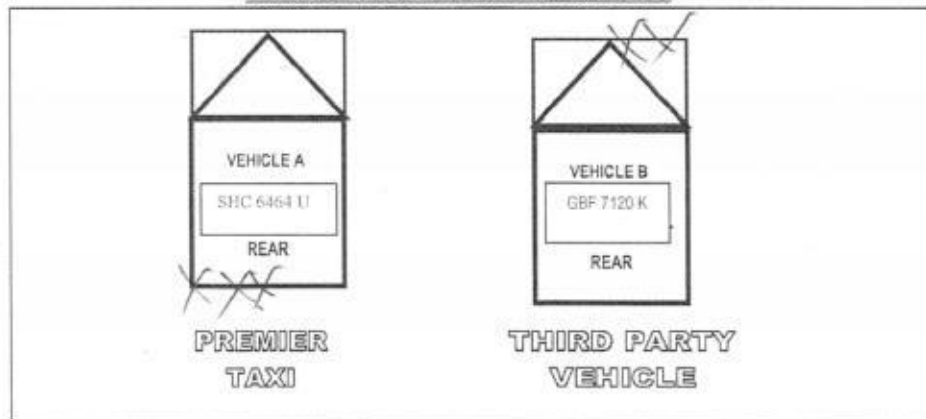 VEHICLE A
SHC 6464 U
REAR
PREMIER
TAXI
VEHICLE B
GBF 7120 K
REAR
THIRD PARTY
VEHICLE